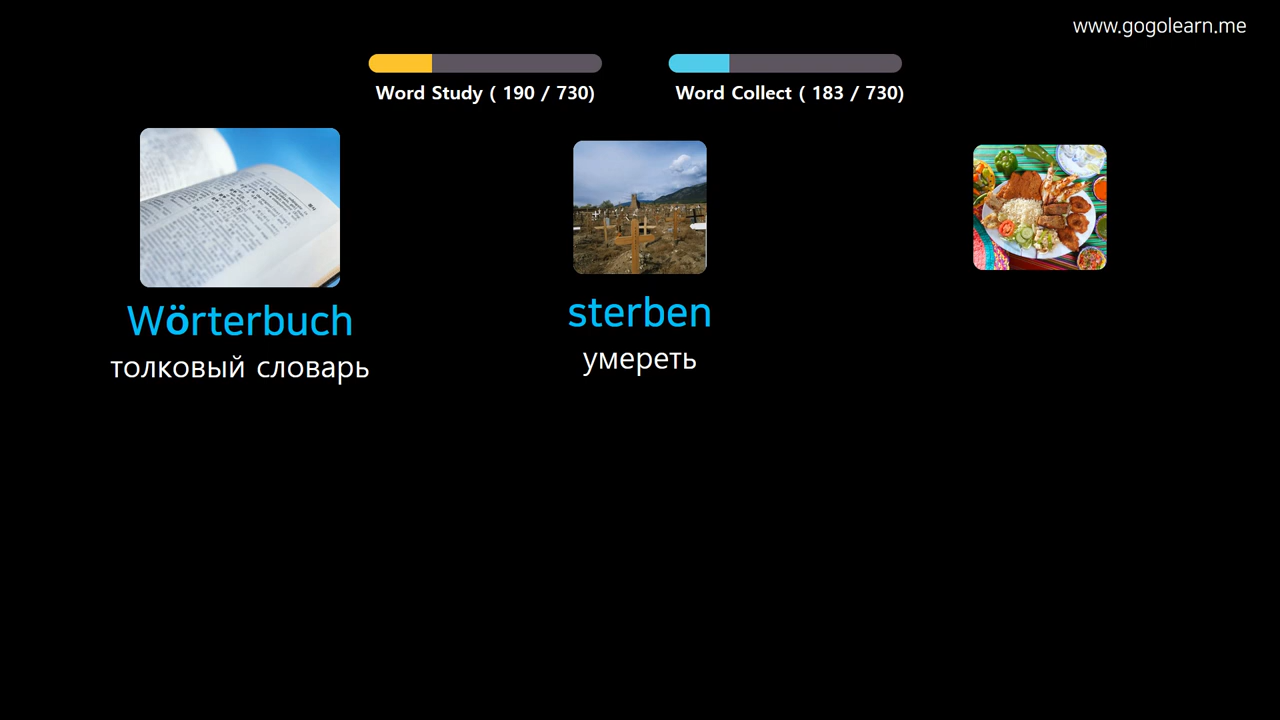 www.gogolearn.me
Word Study ( 190 / 730)
Word Collect ( 183 / 730)
Wörterbuch
толковый словарь
sterben
умереть